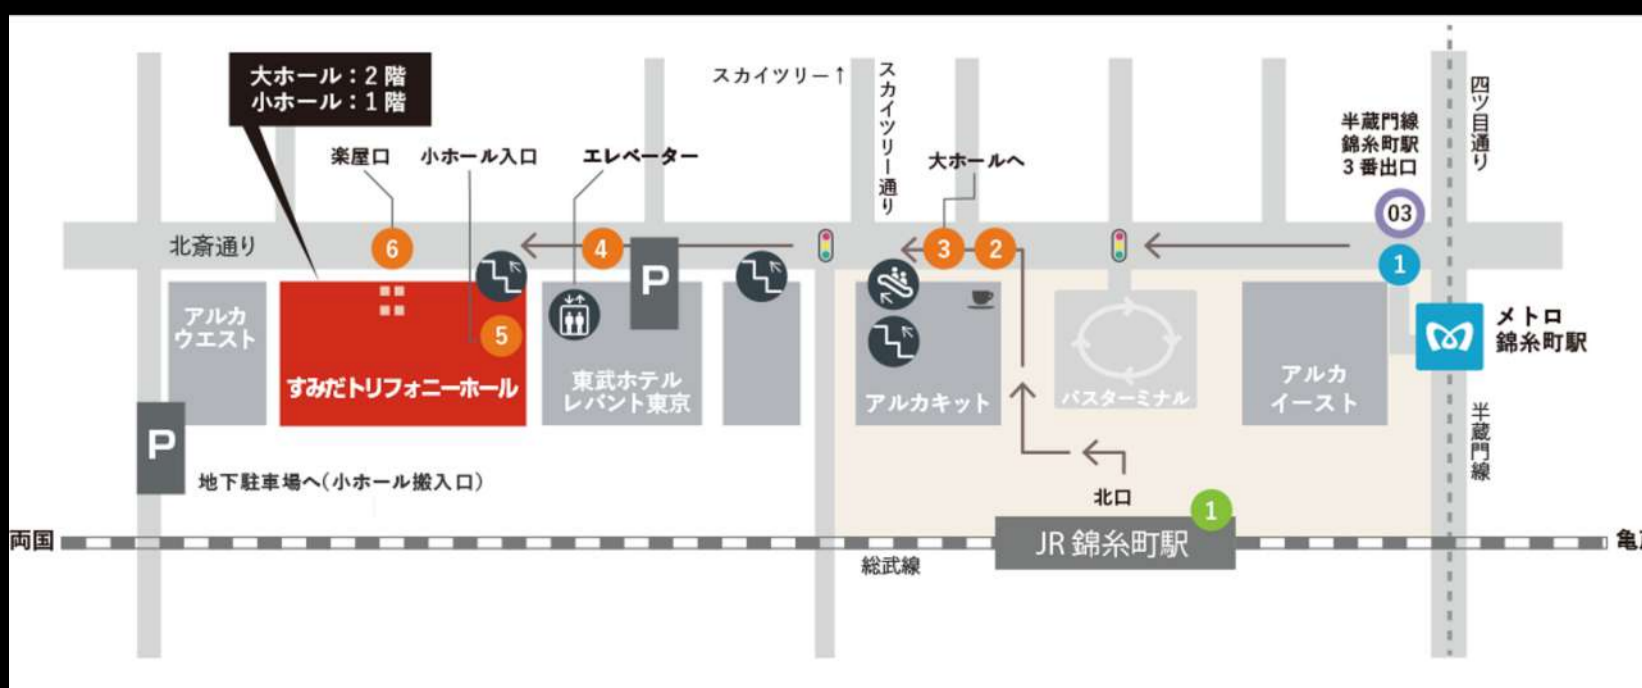 大ホール：2階
小ホール：1階
スカイツリー↑
スカイツリー通り
四ツ目通り
半蔵門線
錦糸町駅
3番出口
楽屋口
小ホール入口
エレベーター
大ホールへ
03
北斎通り
6
4
3
2
1
P
アルカ
ウエスト
5
すみだトリフォニーホール
東武ホテル
レバント東京
アルカキット
バスターミナル
アルカ
イースト
メトロ
錦糸町駅
P
地下駐車場へ(小ホール搬入口)
半蔵門線
北口
1
両国
JR錦糸町駅
総武線